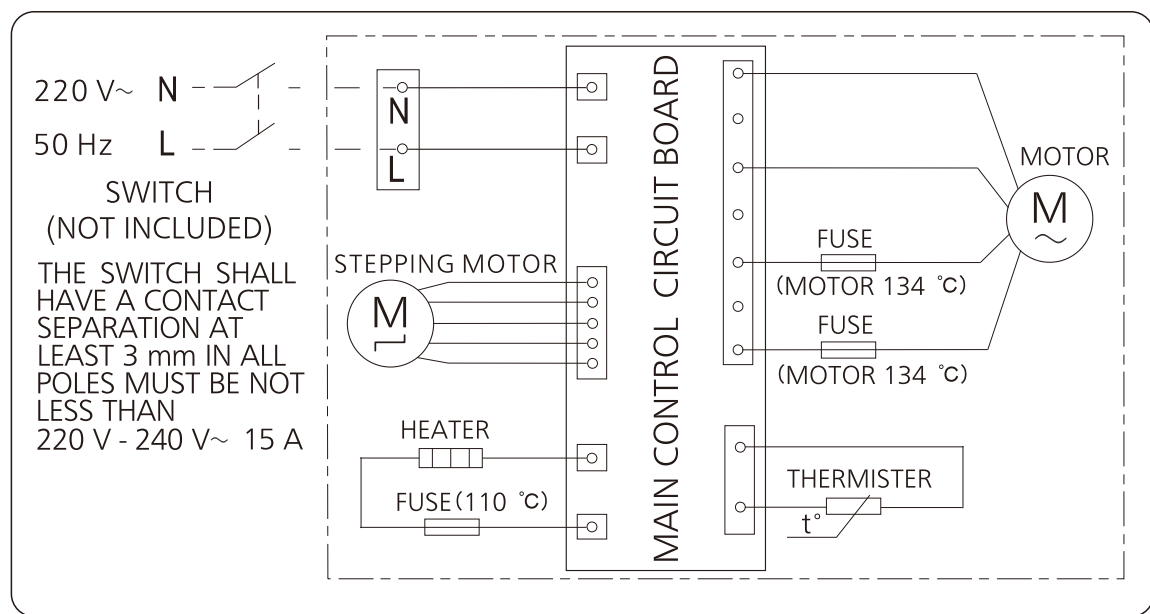 220 V~ N
50 Hz L
SWITCH
(NOT INCLUDED)
THE SWITCH SHALL
HAVE A CONTACT
SEPARATION AT
LEAST 3 mm IN ALL
POLES MUST BE NOT
LESS THAN
220 V - 240 V~ 15 A
N
L
STEPPING MOTOR
M
HEATER
FUSE(110 °C)
MAIN CONTROL CIRCUIT BOARD
MOTOR
M
~
FUSE
(MOTOR 134 °C)
FUSE
(MOTOR 134 °C)
THERMISTER
t°